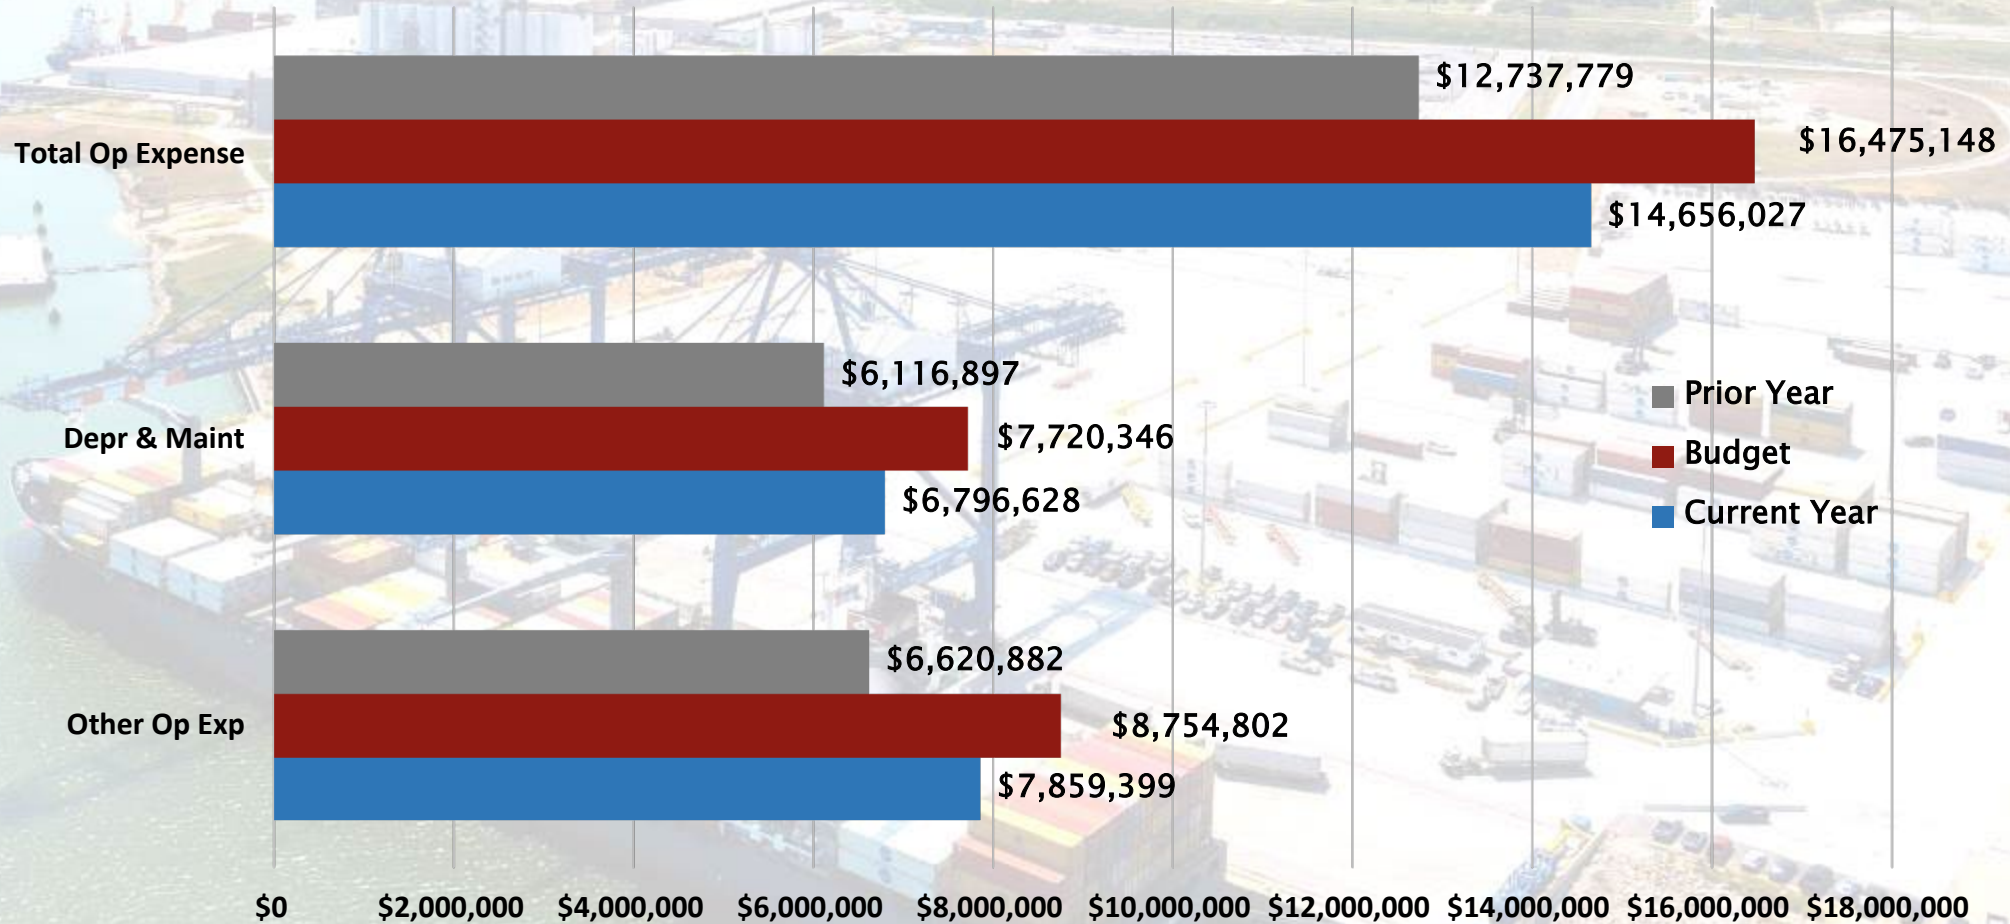 $12,737,779
Total Op Expense
$16,475,148
$14,656,027
$6,116,897
Depr & Maint
$7,720,346
$6,796,628
Prior Year
Budget
Current Year
$6,620,882
Other Op Exp
$8,754,802
$7,859,399
$0 $2,000,000 $4,000,000 $6,000,000 $8,000,000 $10,000,000 $12,000,000 $14,000,000 $16,000,000 $18,000,000